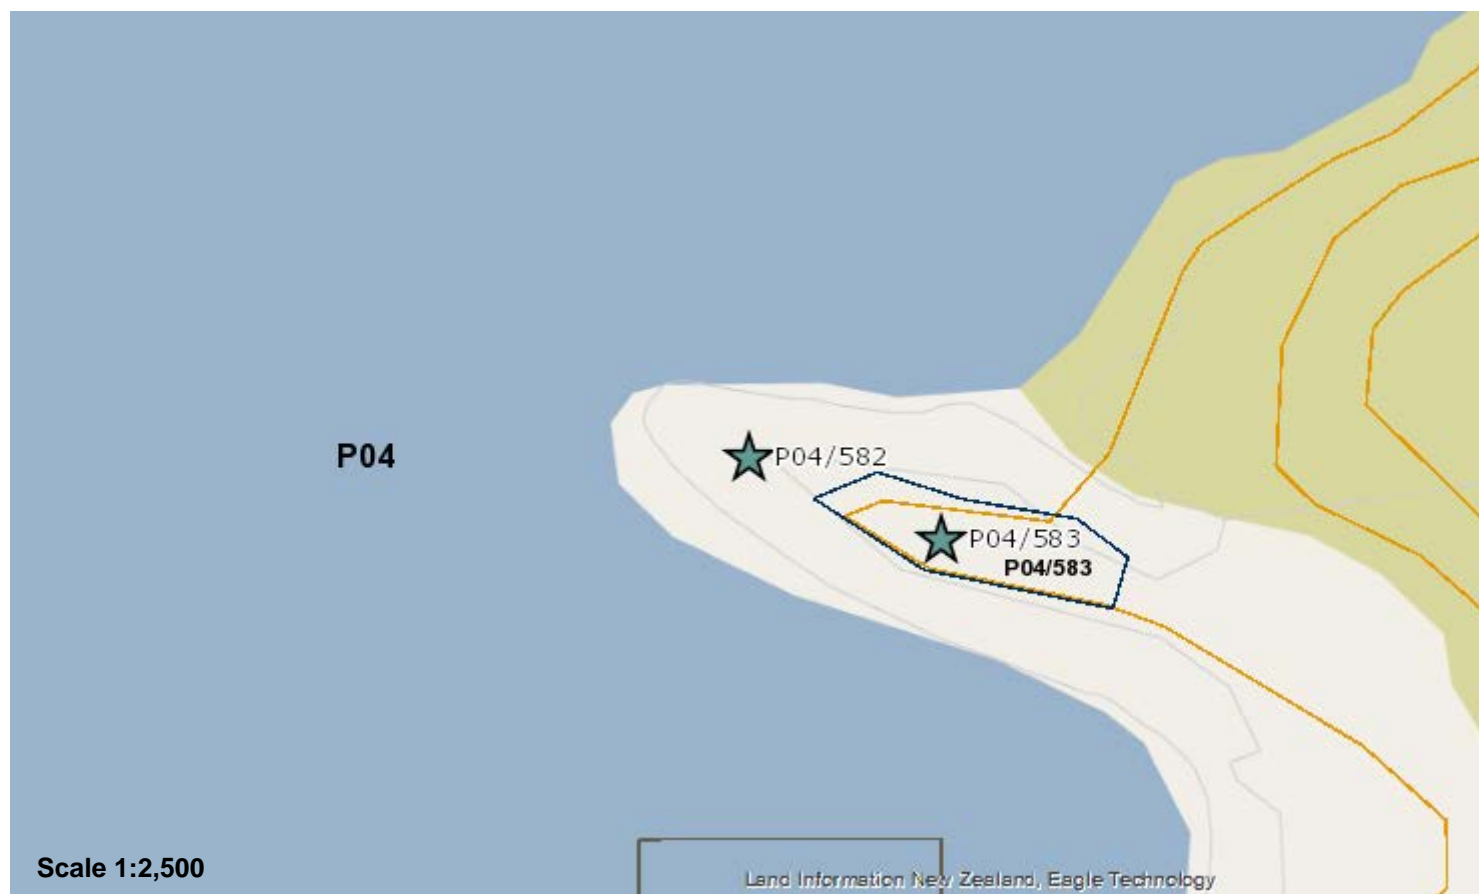 P04
P04/582
P04/583
P04/583
Scale 1:2,500
Land Information New Zealand, Eagle Technology